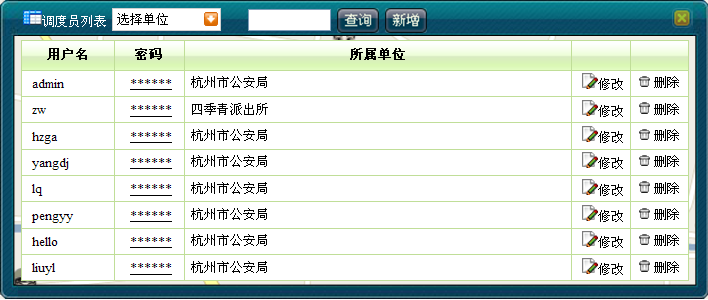 调度员列表 选择单位 查询 新增
用户名 密码 所属单位
admin ****** 杭州市公安局 修改 删除
zw ****** 四季青派出所 修改 删除
hzga ****** 杭州市公安局 修改 删除
yangdj ****** 杭州市公安局 修改 删除
lq ****** 杭州市公安局 修改 删除
pengyy ****** 杭州市公安局 修改 删除
hello ****** 杭州市公安局 修改 删除
liuyl ****** 杭州市公安局 修改 删除